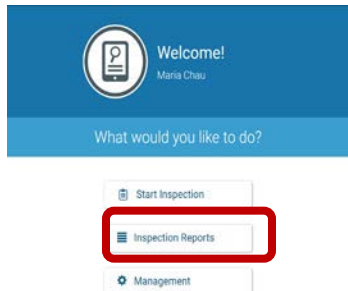 Welcome!
Maria Chau
What would you like to do?
Start Inspection
Inspection Reports
Management